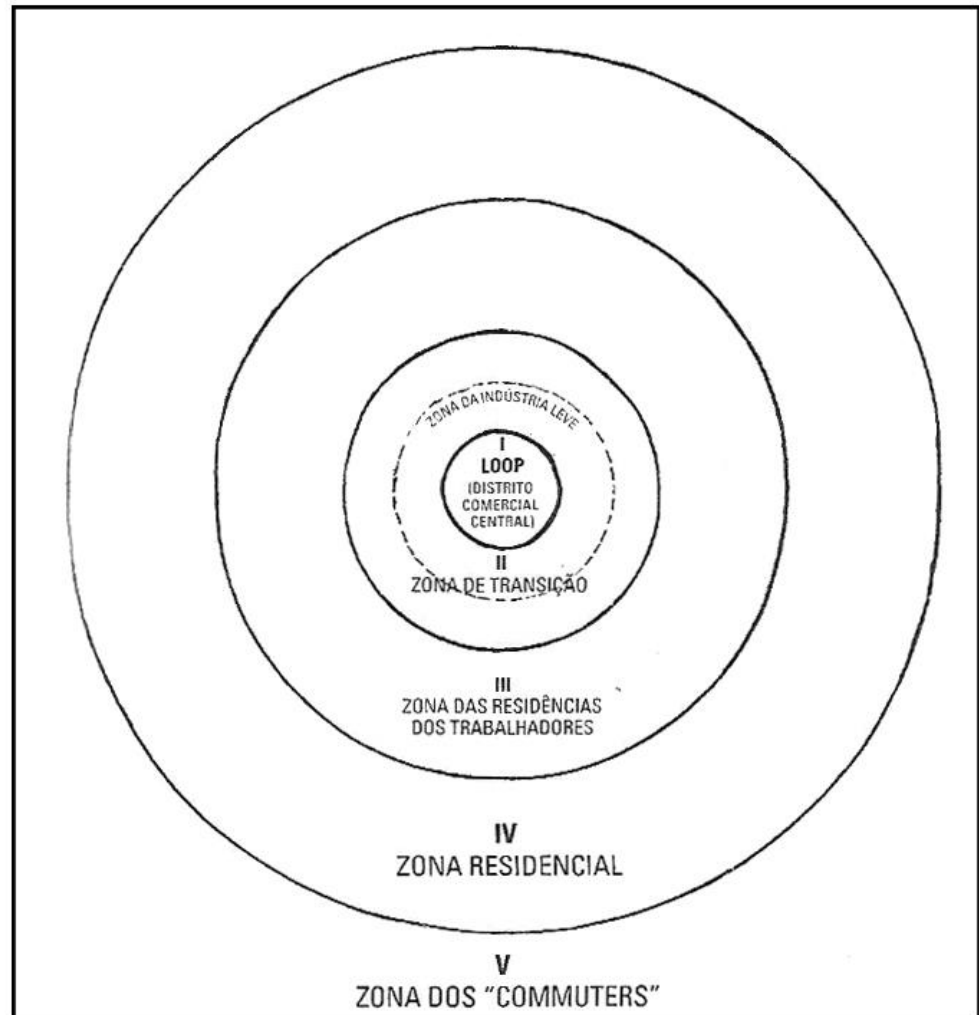 ZONA DA INDÚSTRIA LEVE
I
LOOP
(DISTRITO
COMERCIAL
CENTRAL)
II
ZONA DE TRANSIÇÃO
III
ZONA DAS RESIDÊNCIAS
DOS TRABALHADORES
IV
ZONA RESIDENCIAL
V
ZONA DOS "COMMUTERS"